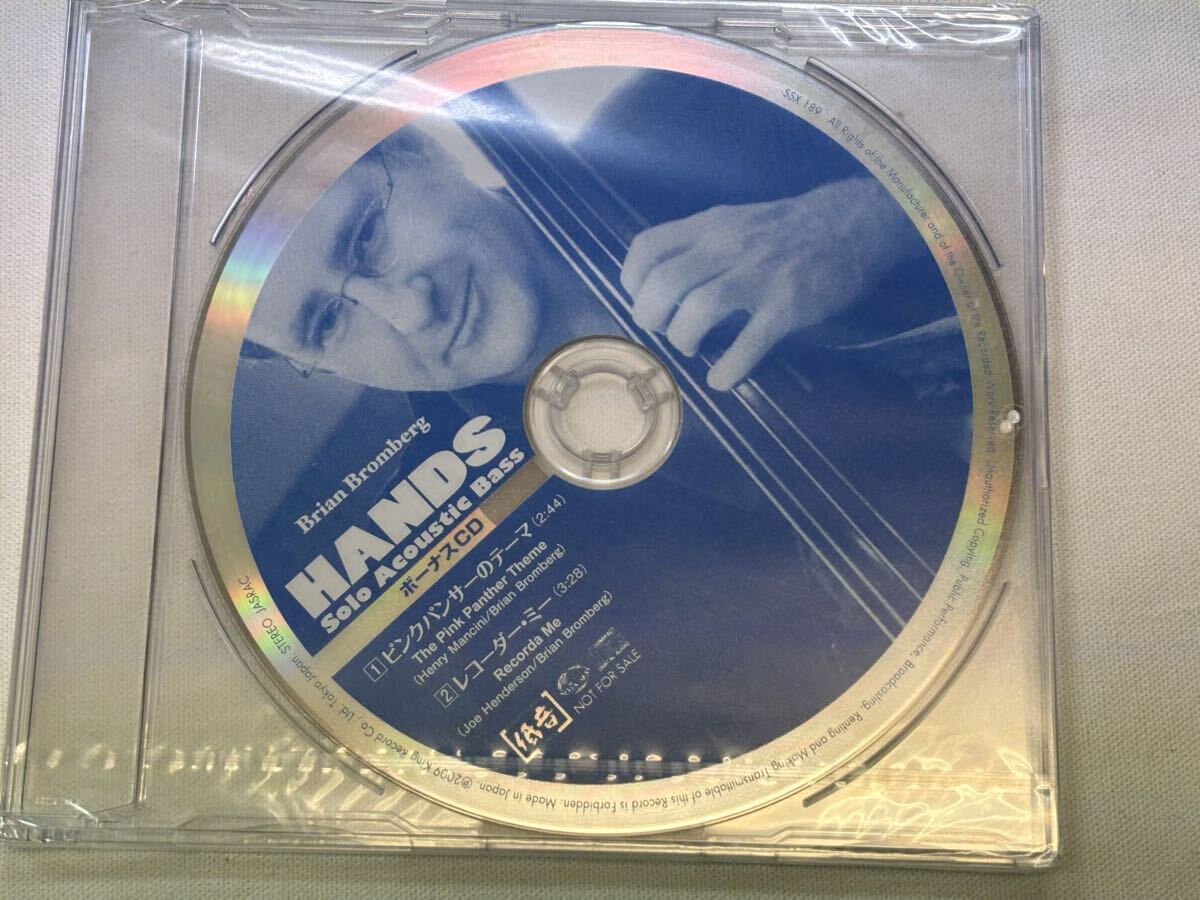 Brian Bromberg
HANDS
Solo Acoustic Bass
ボーナスCD
1 ピンクパンサーのテーマ (2:44)
The Pink Panther Theme
(Henry Mancini/Brian Bromberg)
2 レコーダー・ミー (3:28)
Recorda Me
(Joe Henderson/Brian Bromberg)
[低音]
NOT FOR SALE
SSX 189 All Rights of the Manufacturer and of the Owner of the Recorded Work Reserved. Unauthorized Copying, Public Performance, Broadcasing, Renting and Making Transmittable of this Record is Forbidden. Made in Japan. ℗2009 King Record Co., Ltd. Tokyo Japan. STEREO JASRAC